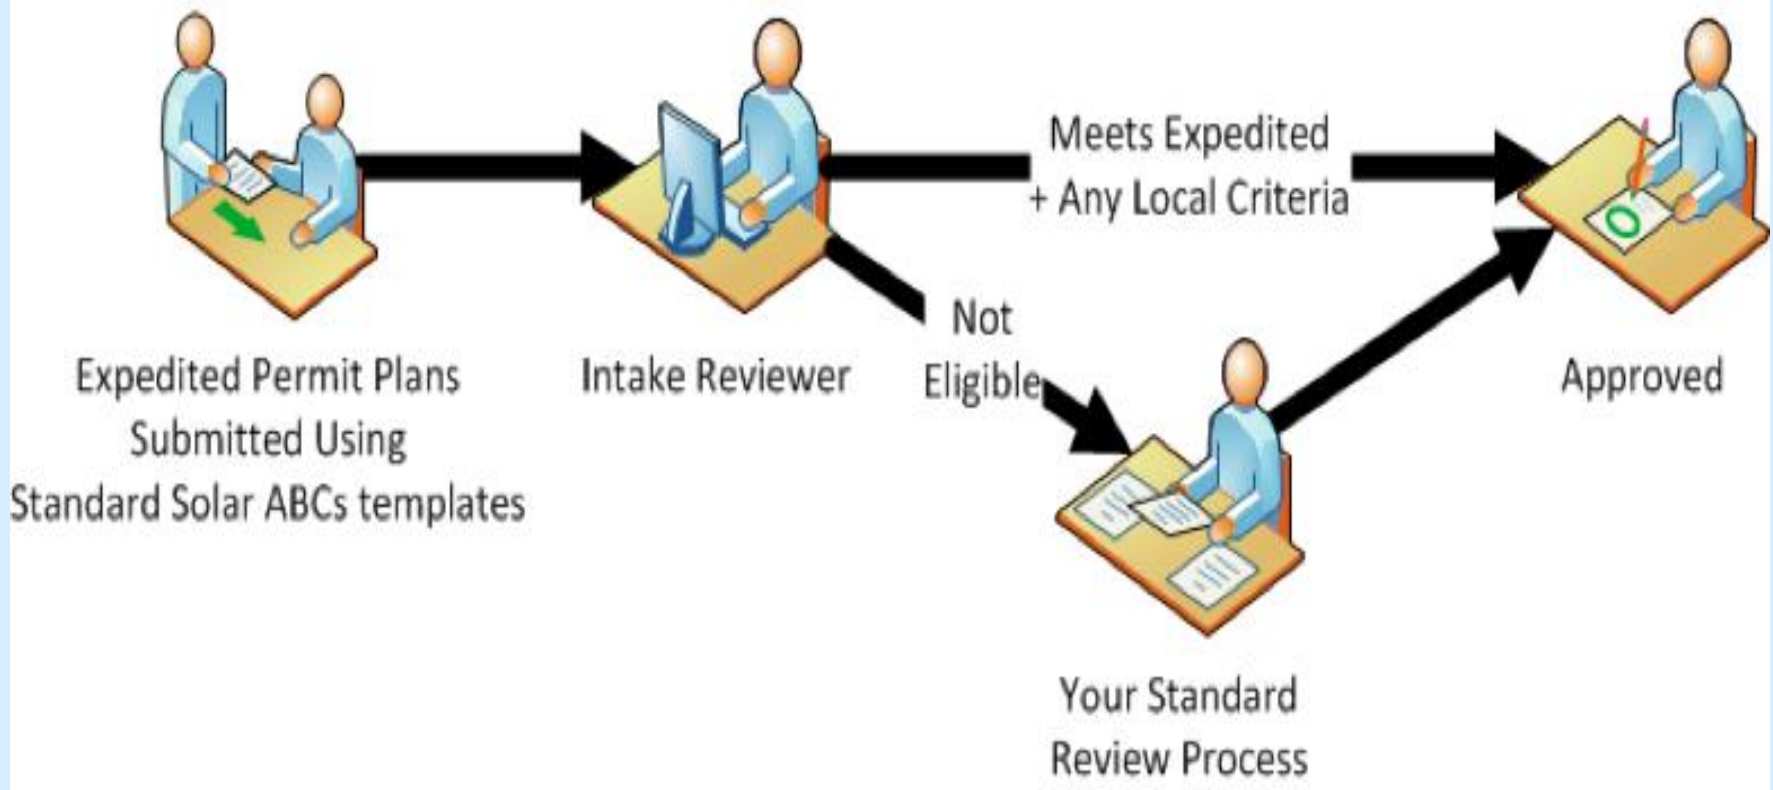 Expedited Permit Plans
Submitted Using
Standard Solar ABCs templates
Intake Reviewer
Meets Expedited
+ Any Local Criteria
Not
Eligible
Your Standard
Review Process
Approved